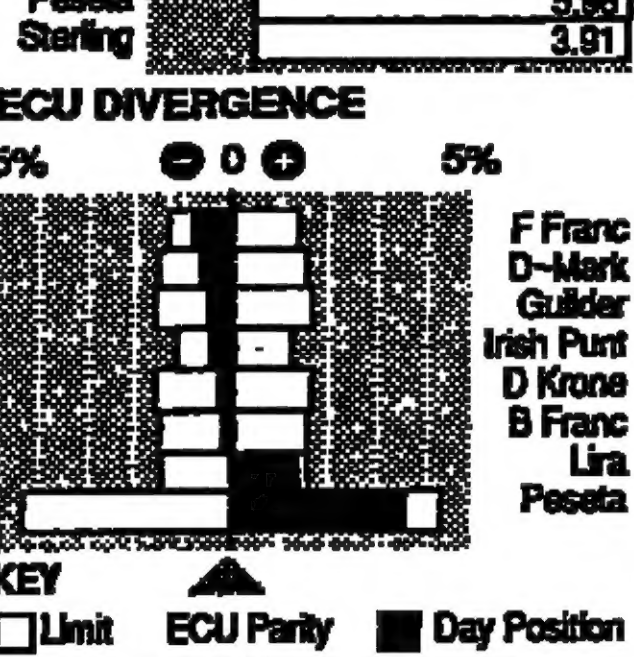 Peseta
Sterling 3.91
ECU DIVERGENCE
5% − 0 + 5%
F Franc
D-Mark
Guilder
Irish Punt
D Krone
B Franc
Lira
Peseta
KEY
Limit ECU Parity Day Position